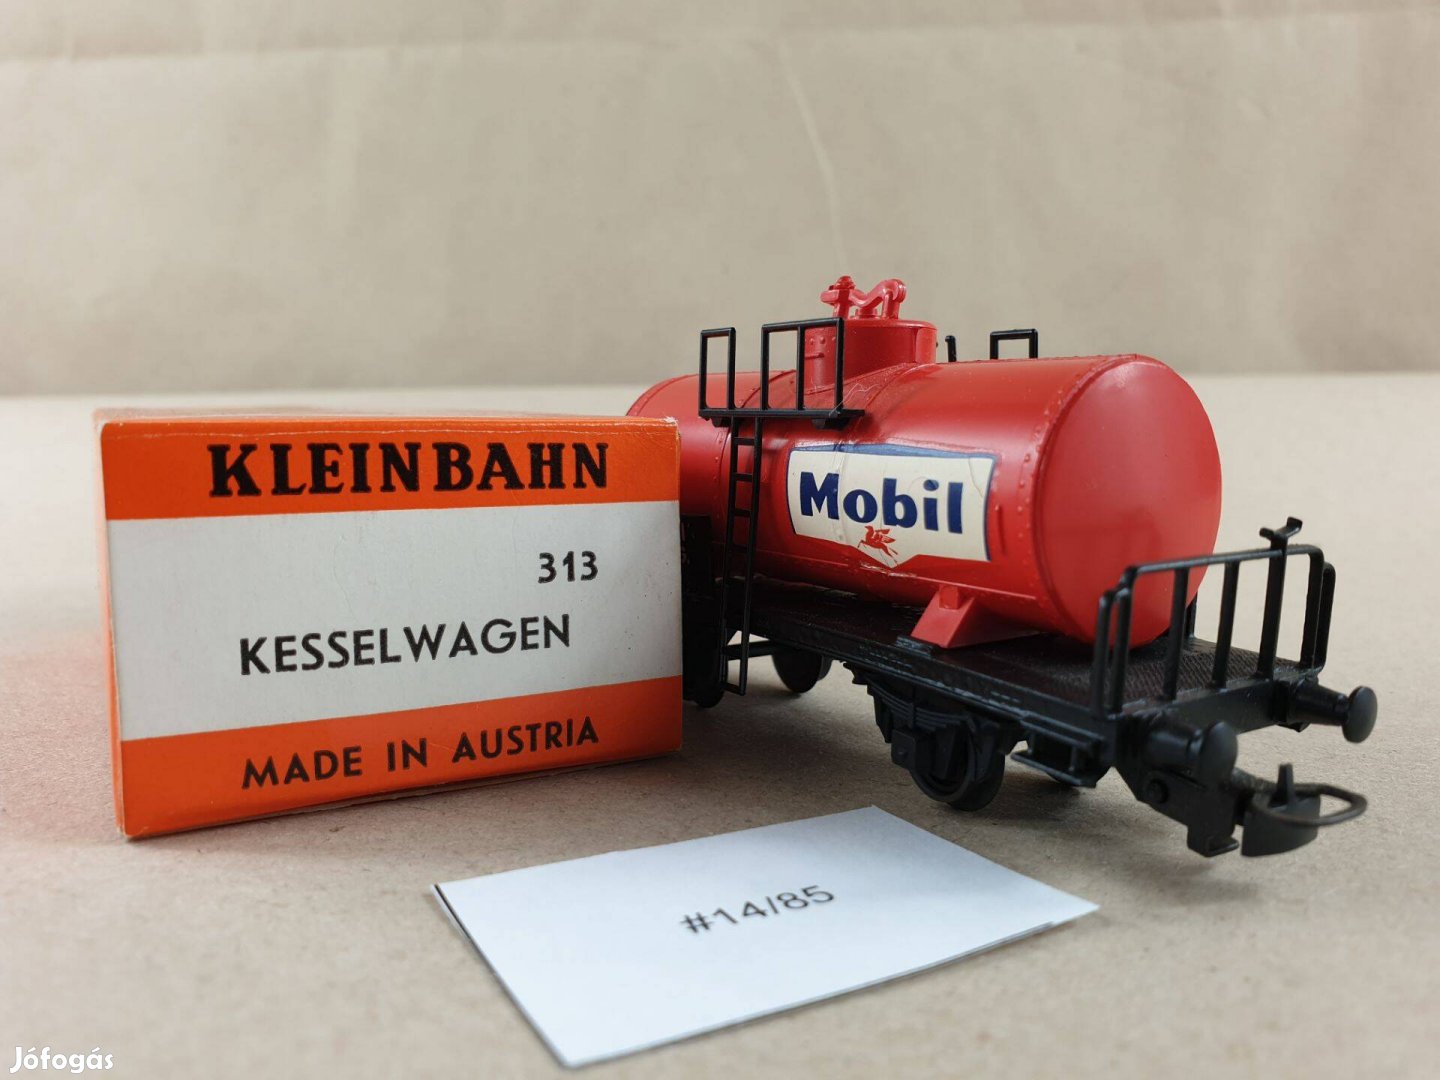 KLEINBAHN
313
KESSELWAGEN
MADE IN AUSTRIA
Mobil
#14/85
Jófogás